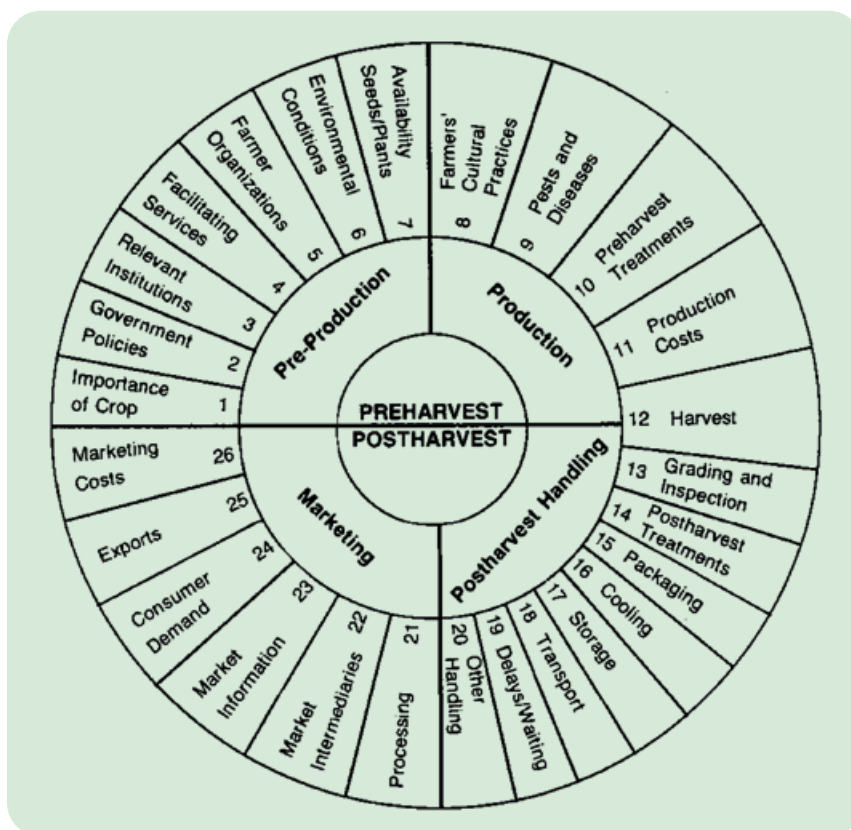 PREHARVEST
POSTHARVEST
Pre-Production
Production
Postharvest Handling
Marketing
1 Importance
of Crop
2 Government
Policies
3 Relevant
Institutions
4 Facilitating
Services
5 Farmer
Organizations
6 Environmental
Conditions
7 Availability
Seeds/Plants
8 Farmers'
Cultural
Practices
9 Pests and
Diseases
10 Preharvest
Treatments
11 Production
Costs
12 Harvest
13 Grading and
Inspection
14 Postharvest
Treatments
15 Packaging
16 Cooling
17 Storage
18 Transport
19 Delays/Waiting
20 Other
Handling
21 Processing
22 Market
Intermediaries
23 Market
Information
24 Consumer
Demand
25 Exports
26 Marketing
Costs